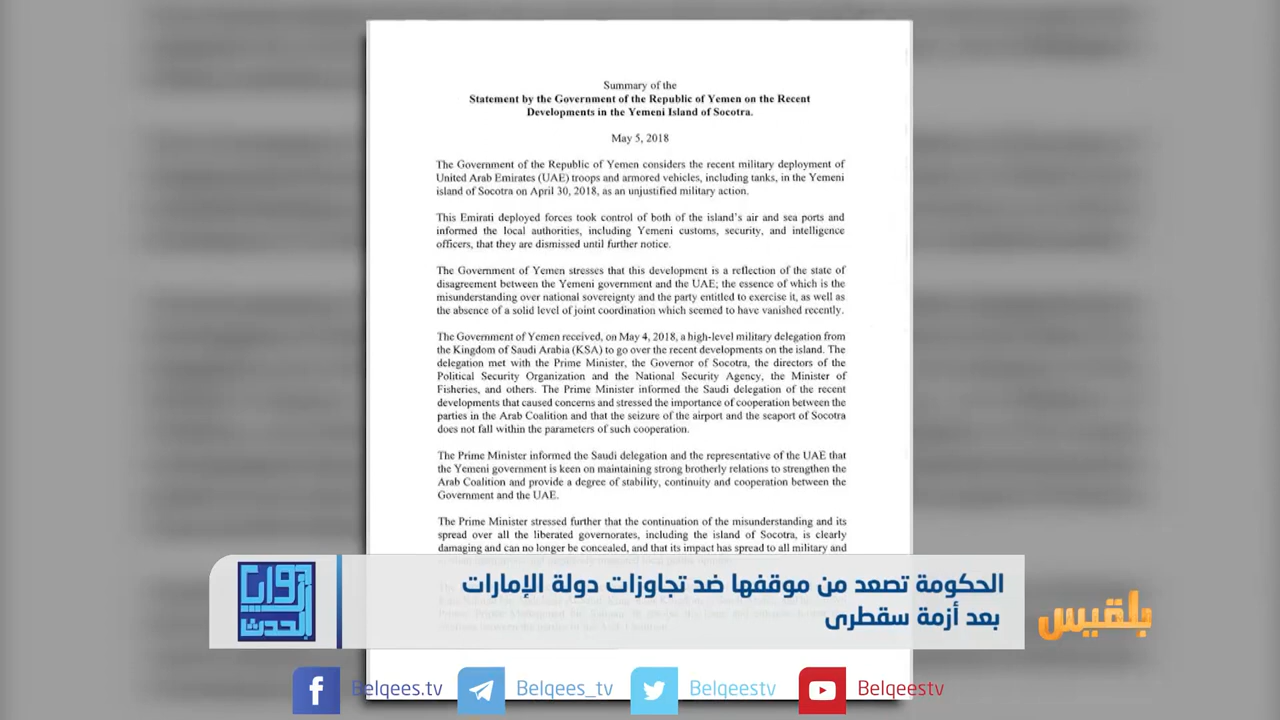 Summary of the
Statement by the Government of the Republic of Yemen on the Recent
Developments in the Yemeni Island of Socotra.
May 5, 2018
The Government of the Republic of Yemen considers the recent military deployment of
United Arab Emirates (UAE) troops and armored vehicles, including tanks, in the Yemeni
island of Socotra on April 30, 2018, as an unjustified military action.
This Emirati deployed forces took control of both of the island's air and sea ports and
informed the local authorities, including Yemeni customs, security, and intelligence
officers, that they are dismissed until further notice.
The Government of Yemen stresses that this development is a reflection of the state of
disagreement between the Yemeni government and the UAE; the essence of which is the
misunderstanding over national sovereignty and the party entitled to exercise it, as well as
the absence of a solid level of joint coordination which seemed to have vanished recently.
The Government of Yemen received, on May 4, 2018, a high-level military delegation from
the Kingdom of Saudi Arabia (KSA) to go over the recent developments on the island. The
delegation met with the Prime Minister, the Governor of Socotra, the directors of the
Political Security Organization and the National Security Agency, the Minister of
Fisheries, and others. The Prime Minister informed the Saudi delegation of the recent
developments that caused concerns and stressed the importance of cooperation between the
parties in the Arab Coalition and that the seizure of the airport and the seaport of Socotra
does not fall within the parameters of such cooperation.
The Prime Minister informed the Saudi delegation and the representative of the UAE that
the Yemeni government is keen on maintaining strong brotherly relations to strengthen the
Arab Coalition and provide a degree of stability, continuity and cooperation between the
Government and the UAE.
The Prime Minister stressed further that the continuation of the misunderstanding and its
spread over all the liberated governorates, including the island of Socotra, is clearly
damaging and can no longer be concealed, and that its impact has spread to all military and
الحكومة تصعد من موقفها ضد تجاوزات دولة الإمارات
بعد أزمة سقطرى
بلقيس
Belqees.tv
Belqees_tv
Belqeestv
Belqeestv